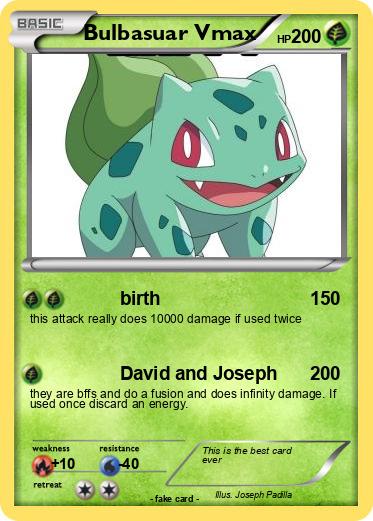 BASIC
Bulbasuar Vmax HP200
birth 150
this attack really does 10000 damage if used twice
David and Joseph 200
they are bffs and do a fusion and does infinity damage. If
used once discard an energy.
weakness resistance
+10 -40
retreat
This is the best card
ever
- fake card - Illus. Joseph Padilla